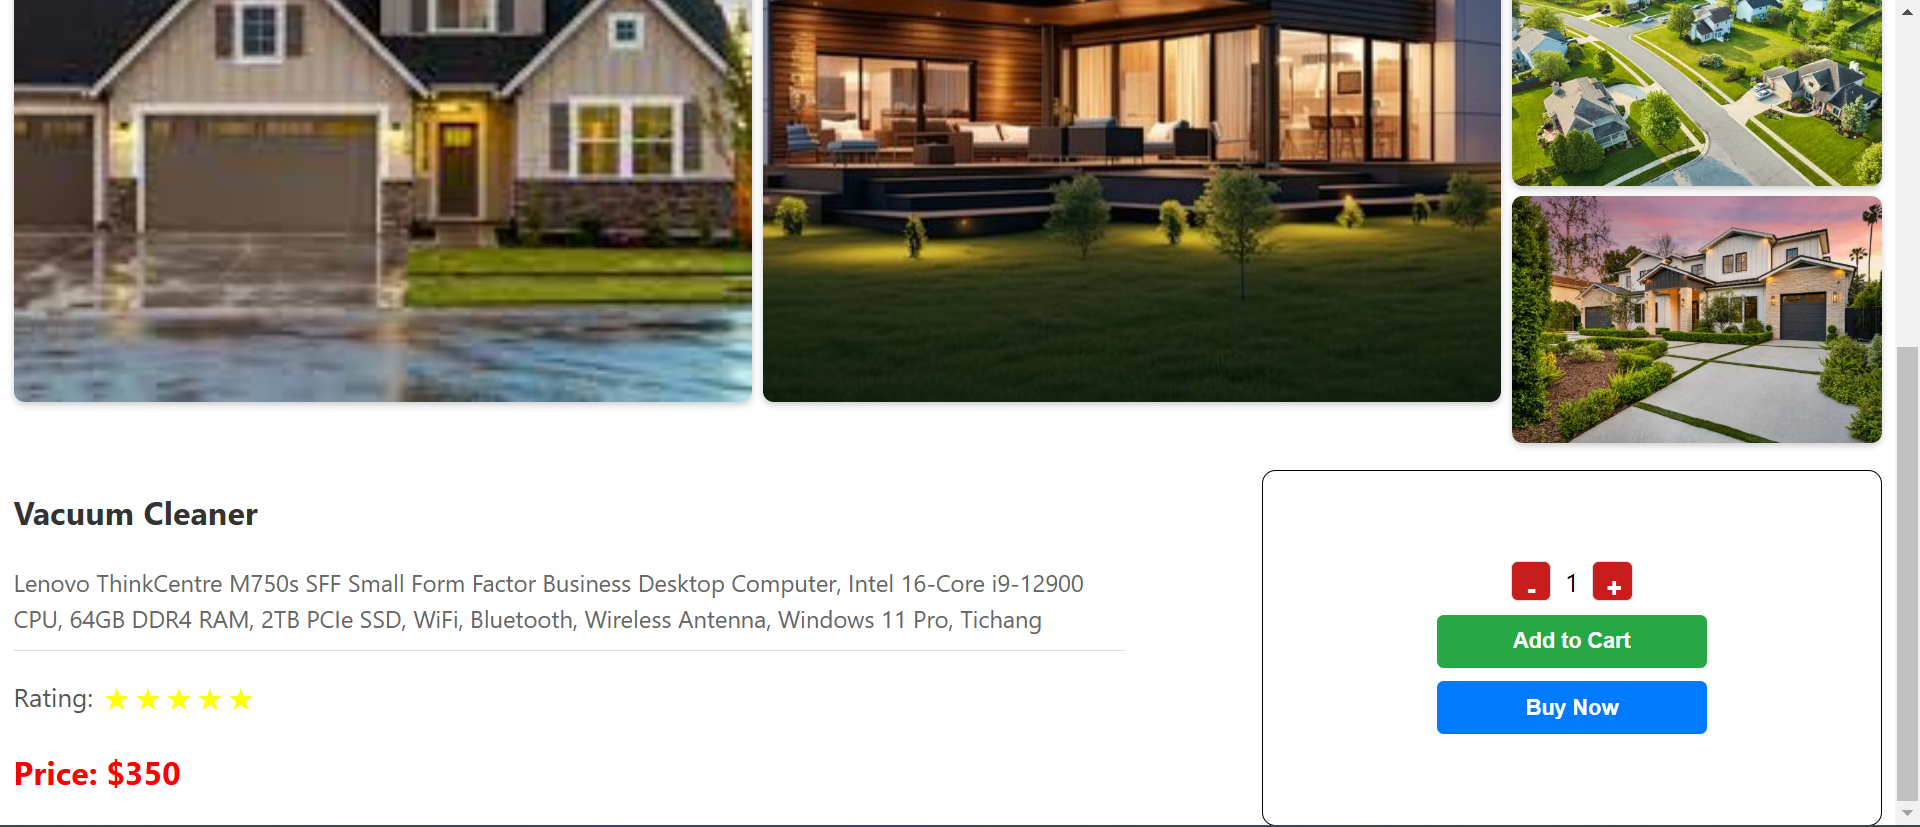 Vacuum Cleaner
Lenovo ThinkCentre M750s SFF Small Form Factor Business Desktop Computer, Intel 16-Core i9-12900
CPU, 64GB DDR4 RAM, 2TB PCIe SSD, WiFi, Bluetooth, Wireless Antenna, Windows 11 Pro, Tichang
Rating: ★ ★ ★ ★ ★
Price: $350
- 1 +
Add to Cart
Buy Now